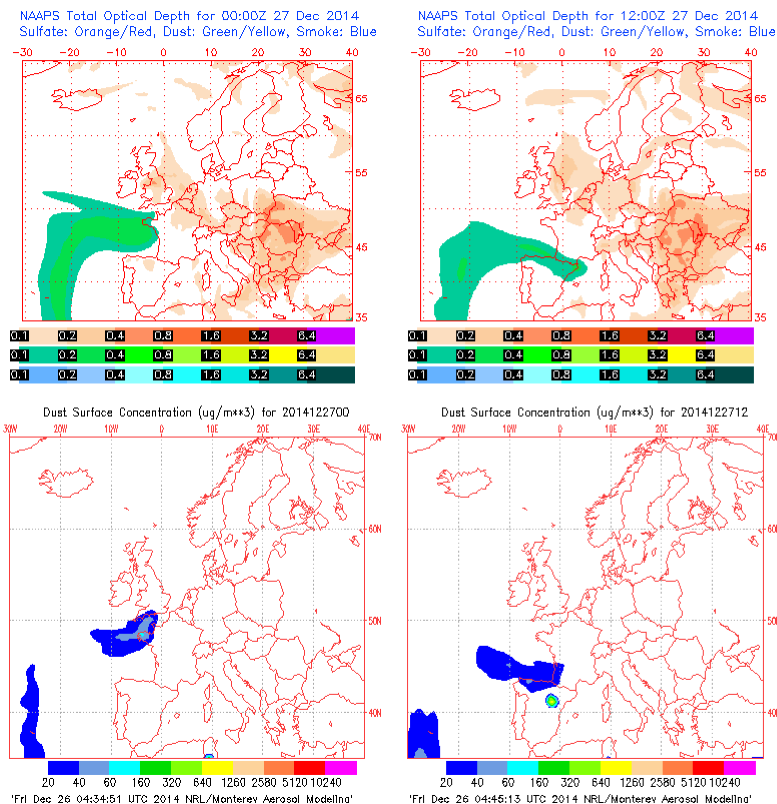 NAAPS Total Optical Depth for 00:00Z 27 Dec 2014
Sulfate: Orange/Red, Dust: Green/Yellow, Smoke: Blue
-30 -20 -10 0 10 20 30 40
65
55
45
35
0.1 0.2 0.4 0.8 1.6 3.2 6.4
0.1 0.2 0.4 0.8 1.6 3.2 6.4
0.1 0.2 0.4 0.8 1.6 3.2 6.4
NAAPS Total Optical Depth for 12:00Z 27 Dec 2014
Sulfate: Orange/Red, Dust: Green/Yellow, Smoke: Blue
-30 -20 -10 0 10 20 30 40
65
55
45
35
0.1 0.2 0.4 0.8 1.6 3.2 6.4
0.1 0.2 0.4 0.8 1.6 3.2 6.4
0.1 0.2 0.4 0.8 1.6 3.2 6.4
Dust Surface Concentration (ug/m**3) for 2014122700
30W 20W 10W 0 10E 20E 30E 40E
70N
60N
50N
40N
20 40 60 160 320 640 1260 2580 5120 10240
'Fri Dec 26 04:34:51 UTC 2014 NRL/Monterey Aerosol Modelling'
Dust Surface Concentration (ug/m**3) for 2014122712
30W 20W 10W 0 10E 20E 30E 40E
70N
60N
50N
40N
20 40 60 160 320 640 1260 2580 5120 10240
'Fri Dec 26 04:45:13 UTC 2014 NRL/Monterey Aerosol Modelling'